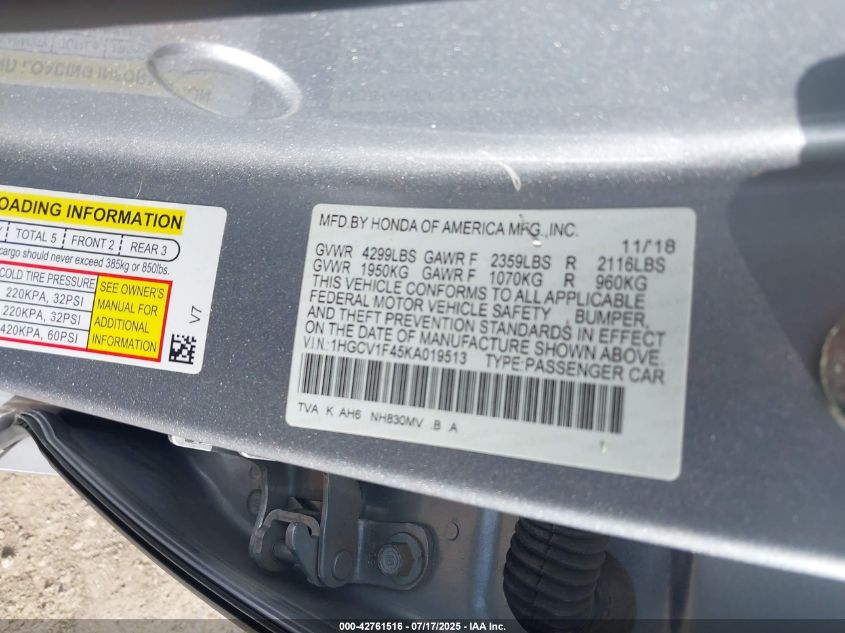 LOADING INFORMATION
TOTAL 5 FRONT 2 REAR 3
cargo should never exceed 385kg or 850lbs.
COLD TIRE PRESSURE
220KPA, 32PSI
220KPA, 32PSI
420KPA, 60PSI
SEE OWNER'S
MANUAL FOR
ADDITIONAL
INFORMATION
V7
MFD.BY HONDA OF AMERICA MFG.,INC.
11/'18
GVWR 4299LBS GAWR F 2359LBS R 2116LBS
GVWR 1950KG GAWR F 1070KG R 960KG
THIS VEHICLE CONFORMS TO ALL APPLICABLE
FEDERAL MOTOR VEHICLE SAFETY, BUMPER,
AND THEFT PREVENTION STANDARDS IN EFFECT
ON THE DATE OF MANUFACTURE SHOWN ABOVE.
V.I.N.:1HGCV1F45KA019513 TYPE:PASSENGER CAR
TVA K AH6 NH830MV .B .A
000-42761516 - 07/17/2025 - IAA Inc.